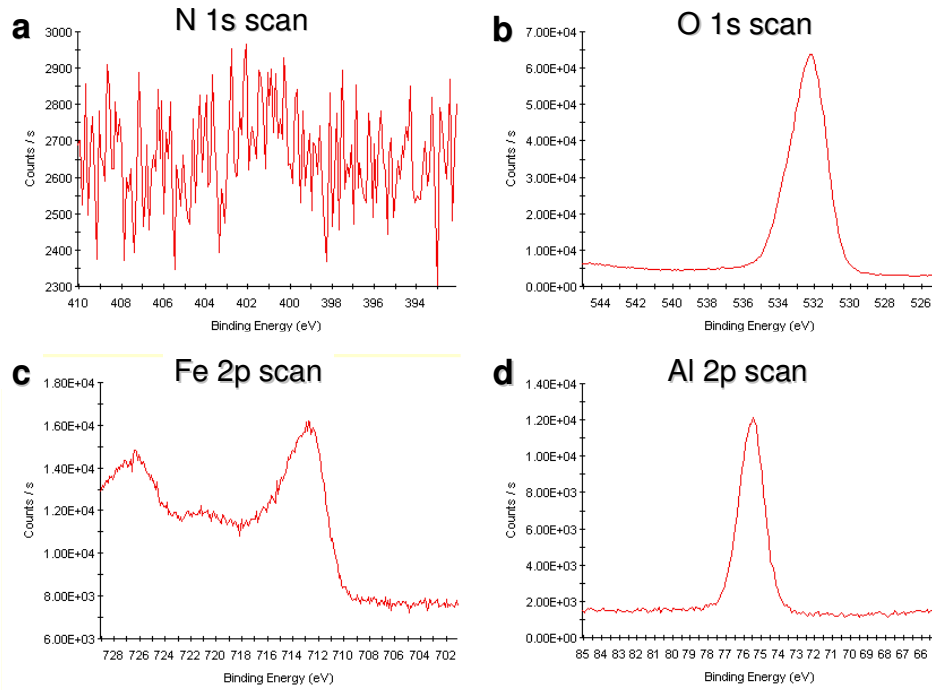 a
N 1s scan
3000
2900
2800
2700
2600
2500
2400
2300
Counts / s
410 408 406 404 402 400 398 396 394
Binding Energy (eV)
b
O 1s scan
7.00E+04
6.00E+04
5.00E+04
4.00E+04
3.00E+04
2.00E+04
1.00E+04
0.00E+00
Counts / s
544 542 540 538 536 534 532 530 528 526
Binding Energy (eV)
c
Fe 2p scan
1.80E+04
1.60E+04
1.40E+04
1.20E+04
1.00E+04
8.00E+03
6.00E+03
Counts / s
728 726 724 722 720 718 716 714 712 710 708 706 704 702
Binding Energy (eV)
d
Al 2p scan
1.40E+04
1.20E+04
1.00E+04
8.00E+03
6.00E+03
4.00E+03
2.00E+03
0.00E+00
Counts / s
85 84 83 82 81 80 79 78 77 76 75 74 73 72 71 70 69 68 67 66
Binding Energy (eV)